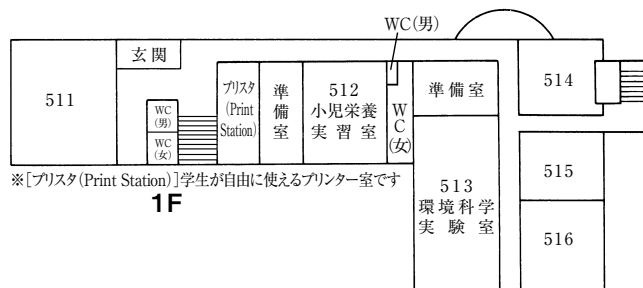 WC(男)
玄関
511
WC
(男)
WC
(女)
プリスタ
(Print
Station)
準備室
512
小児栄養
実習室
WC(女)
準備室
514
513
環境科学
実験室
515
516
※[プリスタ(Print Station)]学生が自由に使えるプリンター室です
1F